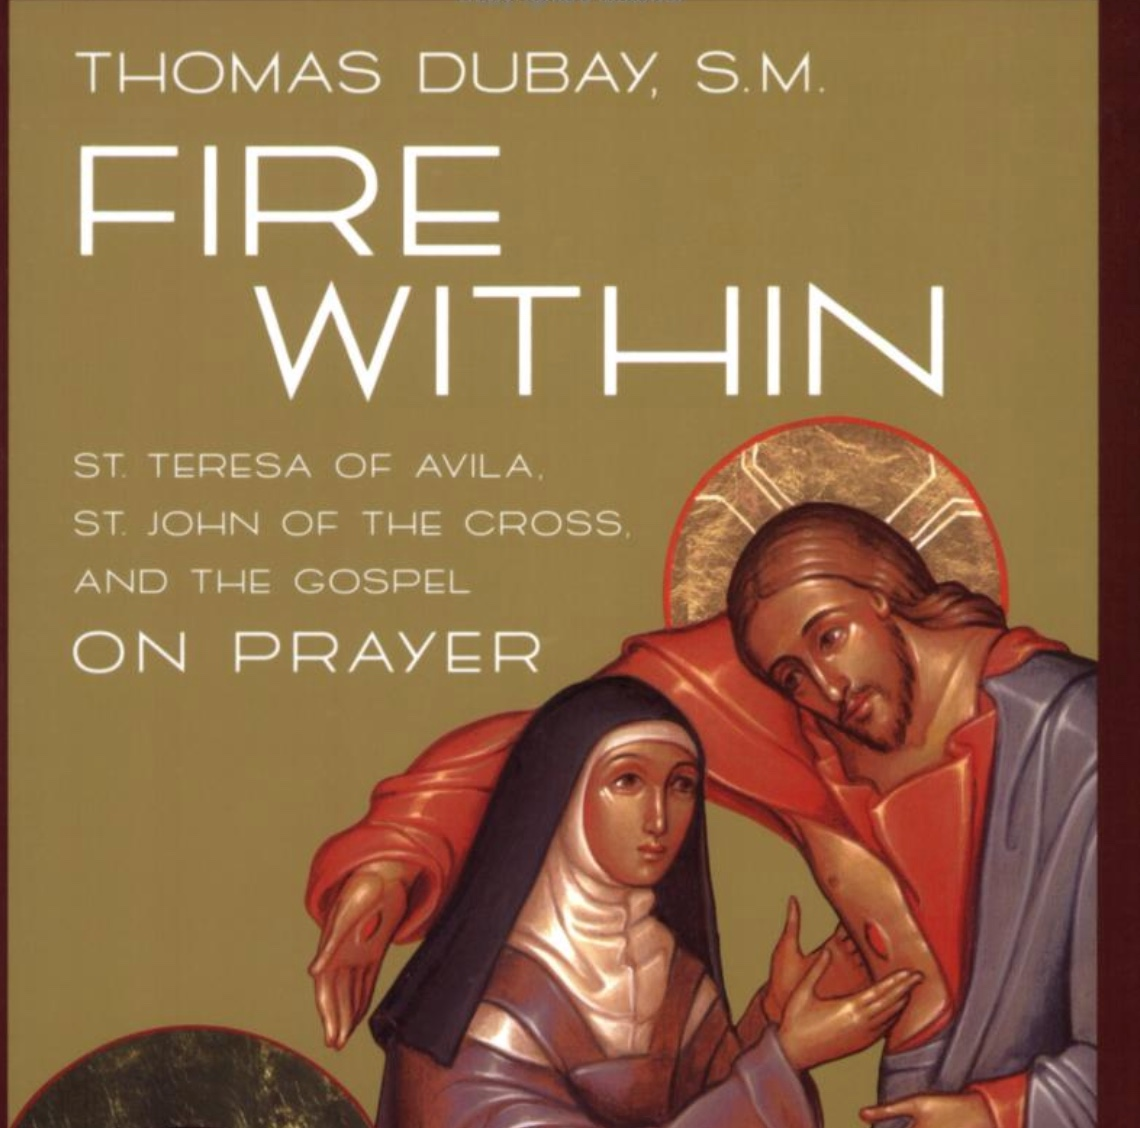 THOMAS DUBAY, S.M.
FIRE
WITHIN
ST. TERESA OF AVILA,
ST. JOHN OF THE CROSS,
AND THE GOSPEL
ON PRAYER